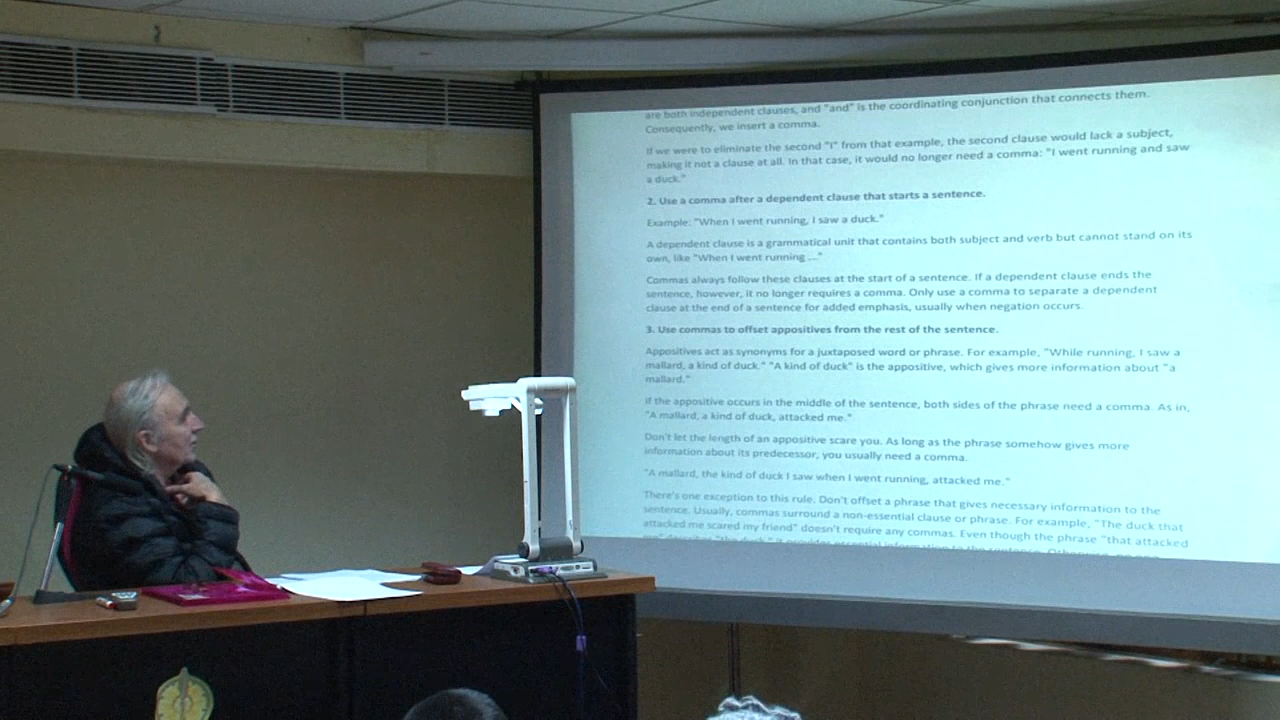 are both independent clauses, and "and" is the coordinating conjunction that connects them.
Consequently, we insert a comma.
If we were to eliminate the second "I" from that example, the second clause would lack a subject,
making it not a clause at all. In that case, it would no longer need a comma: "I went running and saw
a duck."
2. Use a comma after a dependent clause that starts a sentence.
Example: "When I went running, I saw a duck."
A dependent clause is a grammatical unit that contains both subject and verb but cannot stand on its
own, like "When I went running ..."
Commas always follow these clauses at the start of a sentence. If a dependent clause ends the
sentence, however, it no longer requires a comma. Only use a comma to separate a dependent
clause at the end of a sentence for added emphasis, usually when negation occurs.
3. Use commas to offset appositives from the rest of the sentence.
Appositives act as synonyms for a juxtaposed word or phrase. For example, "While running, I saw a
mallard, a kind of duck." "A kind of duck" is the appositive, which gives more information about "a
mallard."
If the appositive occurs in the middle of the sentence, both sides of the phrase need a comma. As in,
"A mallard, a kind of duck, attacked me."
Don't let the length of an appositive scare you. As long as the phrase somehow gives more
information about its predecessor, you usually need a comma.
"A mallard, the kind of duck I saw when I went running, attacked me."
There's one exception to this rule. Don't offset a phrase that gives necessary information to the
sentence. Usually, commas surround a non-essential clause or phrase. For example, "The duck that
attacked me scared my friend" doesn't require any commas. Even though the phrase "that attacked
"the duck," it provides essential information to the sentence.